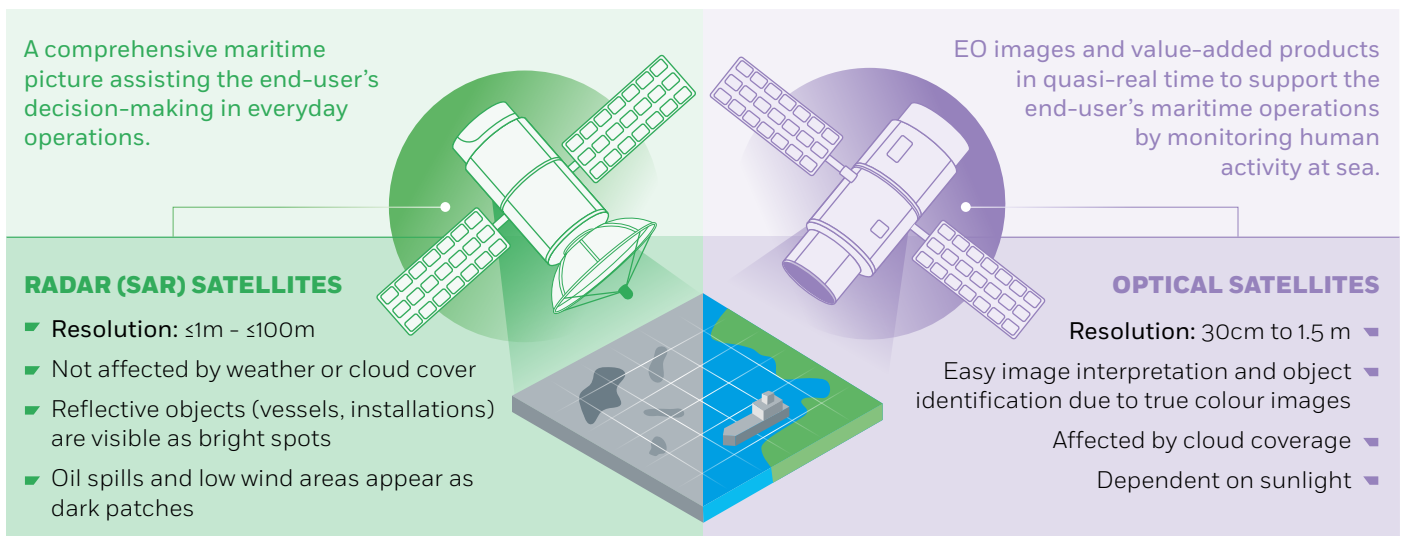 A comprehensive maritime
picture assisting the end-user's
decision-making in everyday
operations.
EO images and value-added products
in quasi-real time to support the
end-user's maritime operations
by monitoring human
activity at sea.
RADAR (SAR) SATELLITES
Resolution: ≤1m - ≤100m
Not affected by weather or cloud cover
Reflective objects (vessels, installations)
are visible as bright spots
Oil spills and low wind areas appear as
dark patches
OPTICAL SATELLITES
Resolution: 30cm to 1.5 m
Easy image interpretation and object
identification due to true colour images
Affected by cloud coverage
Dependent on sunlight